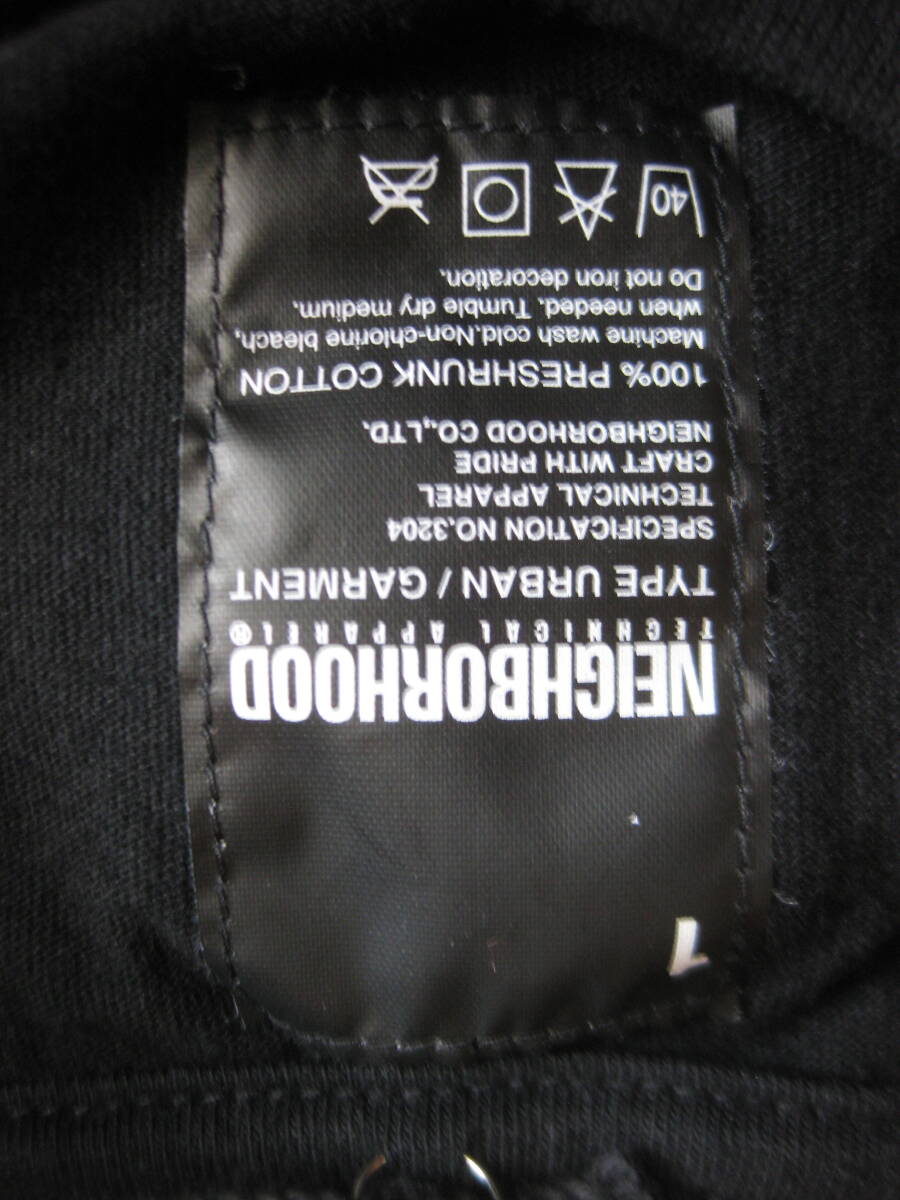 1
NEIGHBORHOOD
TECHNICAL APPAREL®
TYPE URBAN / GARMENT
SPECIFICATION NO.3204
TECHNICAL APPAREL
CRAFT WITH PRIDE
NEIGHBORHOOD CO.,LTD.
100% PRESHRUNK COTTON
Machine wash cold.Non-chlorine bleach,
when needed. Tumble dry medium.
Do not iron decoration.
40